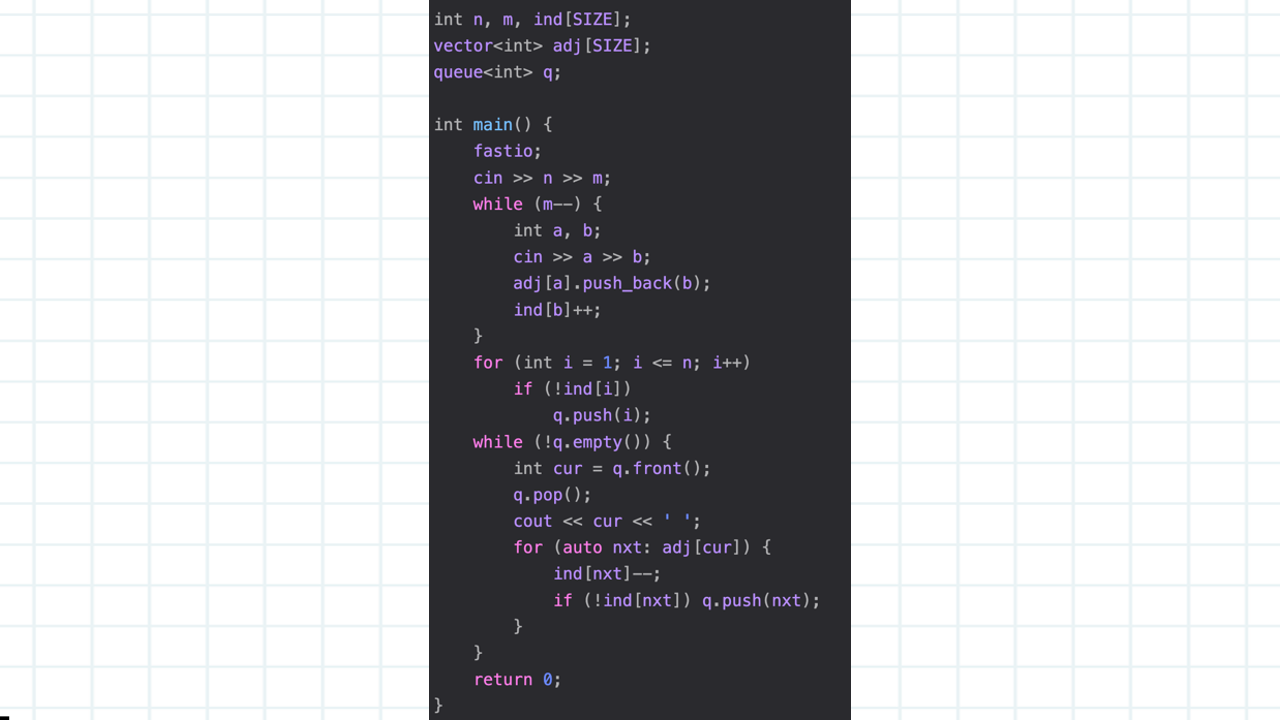 int n, m, ind[SIZE];
vector<int> adj[SIZE];
queue<int> q;

int main() {
    fastio;
    cin >> n >> m;
    while (m--) {
        int a, b;
        cin >> a >> b;
        adj[a].push_back(b);
        ind[b]++;
    }
    for (int i = 1; i <= n; i++)
        if (!ind[i])
            q.push(i);
    while (!q.empty()) {
        int cur = q.front();
        q.pop();
        cout << cur << ' ';
        for (auto nxt: adj[cur]) {
            ind[nxt]--;
            if (!ind[nxt]) q.push(nxt);
        }
    }
    return 0;
}